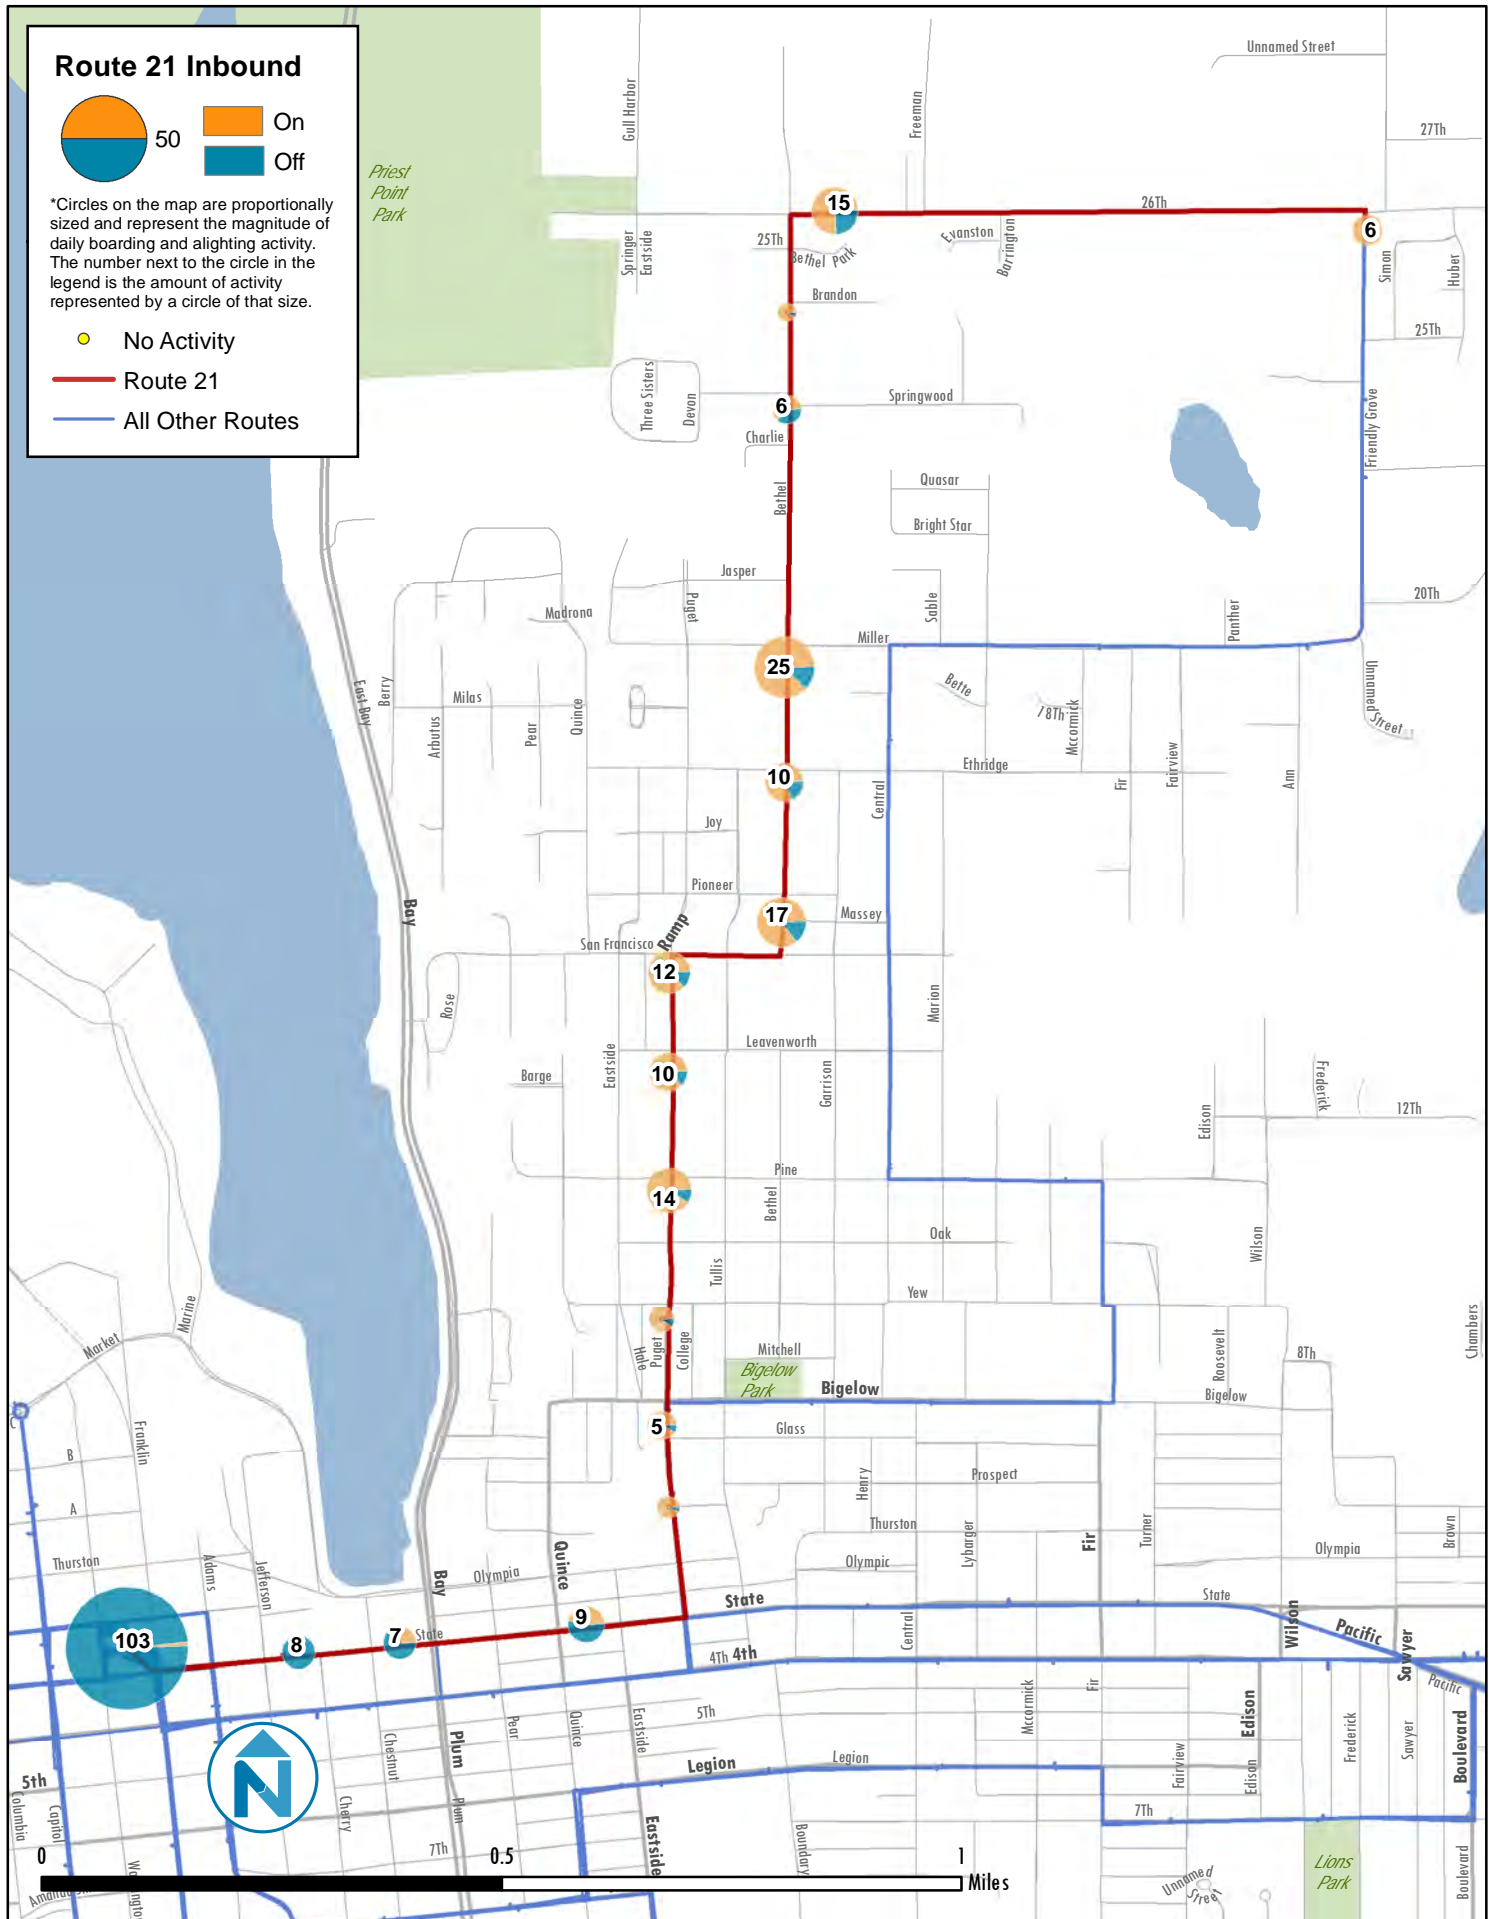 Route 21 Inbound
50
On
Off
*Circles on the map are proportionally
sized and represent the magnitude of
daily boarding and alighting activity.
The number next to the circle in the
legend is the amount of activity
represented by a circle of that size.
No Activity
Route 21
All Other Routes
Priest
Point
Park
Gull Harbor
Freeman
Unnamed Street
27Th
15
26Th
6
Springer
Eastside
25Th
Bethel Park
Evanston
Barrington
Simon
Huber
Brandon
25Th
Three Sisters
Devon
6
Springwood
Charlie
Friendly Grove
Bethel
Quasar
Bright Star
Jasper
Puget
Madrona
Sable
Panther
20Th
Miller
25
East Bay
Berry
Milas
Arbutus
Pear
Quince
Bette
18Th
Mccormick
Unnamed
Street
Ethridge
10
Central
Fir
Fairview
Ann
Joy
Pioneer
17
Massey
Bay
San Francisco
Ramp
12
Rose
Marion
Leavenworth
Eastside
10
Barge
Garrison
Frederick
12Th
Edison
Pine
14
Bethel
Oak
Wilson
Tullis
Yew
Marine
Market
Hale
Puget
College
Mitchell
Bigelow
Park
Bigelow
Roosevelt
8Th
Chambers
Bigelow
C
5
Glass
Franklin
B
A
Henry
Prospect
Thurston
Lybarger
Fir
Turner
Brown
Thurston
Adams
Jefferson
Olympia
Quince
Bay
Olympic
Olympia
State
State
9
103
8
7
State
Central
Wilson
Pacific
Sawyer
Pacific
4Th
4th
Mccormick
Fir
Edison
Boulevard
5Th
Pear
Quince
Eastside
Chestnut
Plum
Frederick
Sawyer
Legion
Legion
Fairview
Edison
5th
Columbia
Capitol
Cherry
Plum
7Th
7Th
Eastside
Boundary
Lions
Park
Boulevard
Unnamed
Street
0
0.5
1
Miles
N